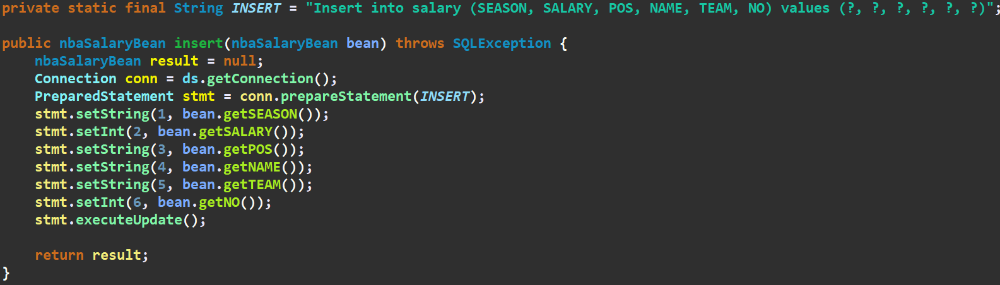 private static final String INSERT = "Insert into salary (SEASON, SALARY, POS, NAME, TEAM, NO) values (?, ?, ?, ?, ?, ?)";
public nbaSalaryBean insert(nbaSalaryBean bean) throws SQLException {
nbaSalaryBean result = null;
Connection conn = ds.getConnection();
PreparedStatement stmt = conn.prepareStatement(INSERT);
stmt.setString(1, bean.getSEASON());
stmt.setInt(2, bean.getSALARY());
stmt.setString(3, bean.getPOS());
stmt.setString(4, bean.getNAME());
stmt.setString(5, bean.getTEAM());
stmt.setInt(6, bean.getNO());
stmt.executeUpdate();
return result;
}